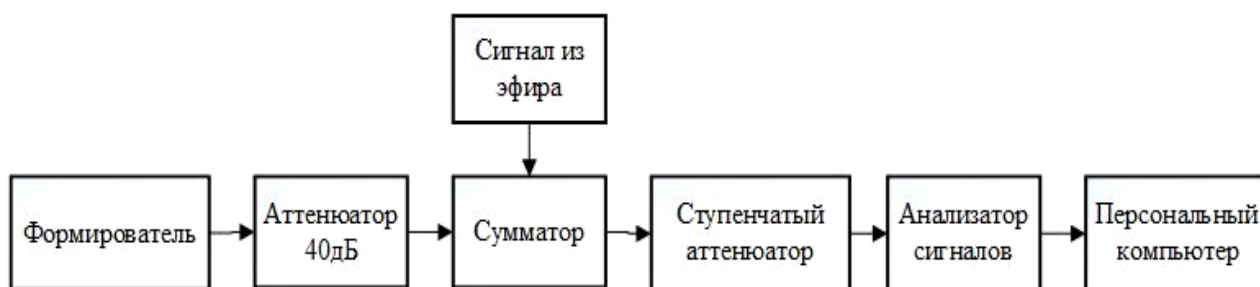 Сигнал из
эфира
Формирователь
Аттенюатор
40дБ
Сумматор
Ступенчатый
аттенюатор
Анализатор
сигналов
Персональный
компьютер